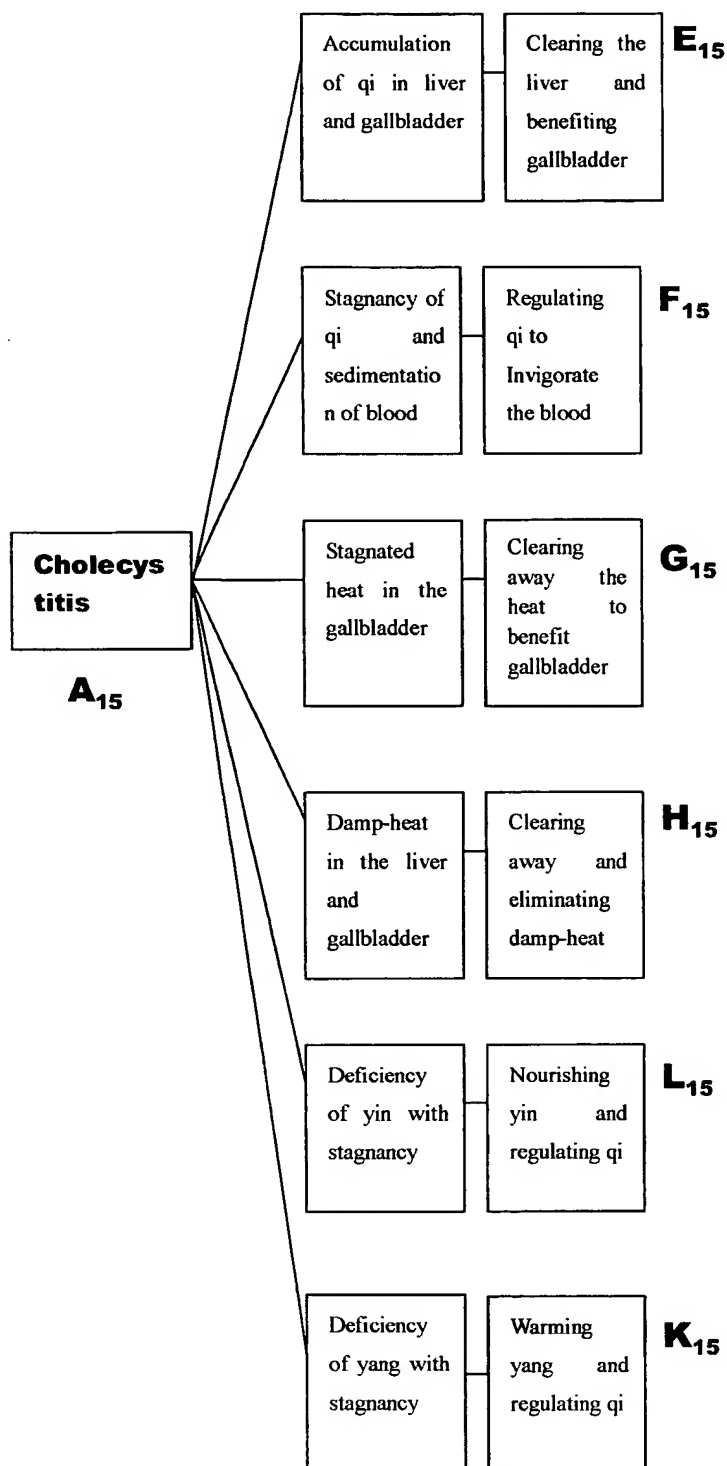 Accumulation
of qi in liver
and gallbladder
Clearing the
liver and
benefiting
gallbladder
E15
Stagnancy of
qi and
sedimentatio
n of blood
Regulating
qi to
Invigorate
the blood
F15
Cholecys
titis
A15
Stagnated
heat in the
gallbladder
Clearing
away the
heat to
benefit
gallbladder
G15
Damp-heat
in the liver
and
gallbladder
Clearing
away and
eliminating
damp-heat
H15
Deficiency
of yin with
stagnancy
Nourishing
yin and
regulating qi
L15
Deficiency
of yang with
stagnancy
Warming
yang and
regulating qi
K15